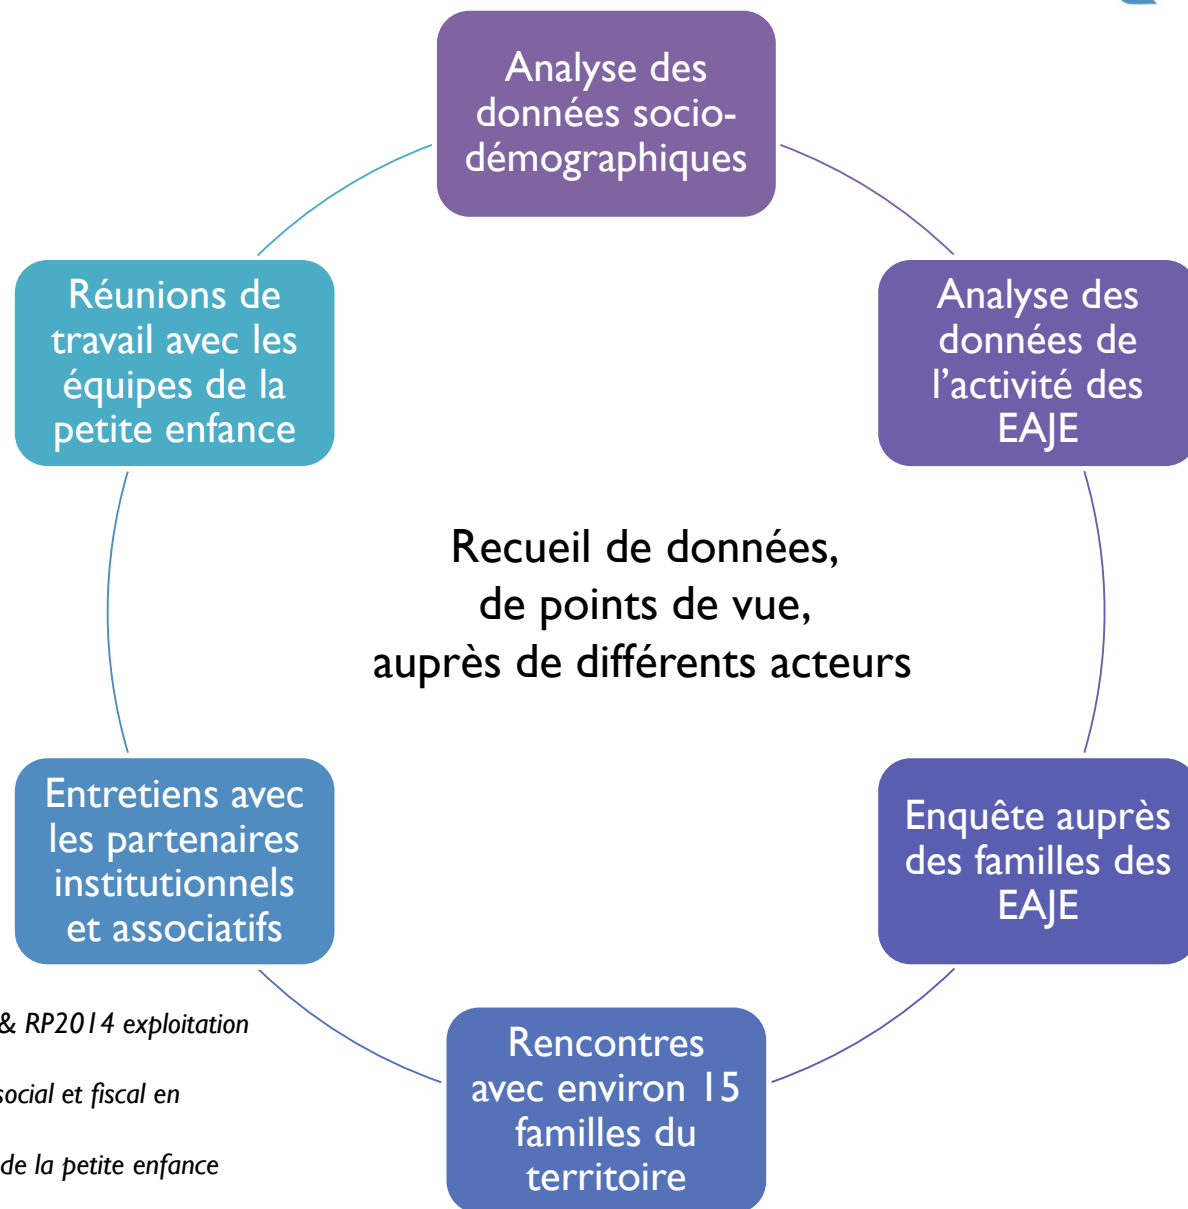 Analyse des
données socio-
démographiques
Analyse des
données de
l’activité des
EAJE
Enquête auprès
des familles des
EAJE
Rencontres
avec environ 15
familles du
territoire
Entretiens avec
les partenaires
institutionnels
et associatifs
Réunions de
travail avec les
équipes de la
petite enfance
Recueil de données,
de points de vue,
auprès de différents acteurs
& RP2014 exploitation
social et fiscal en
de la petite enfance